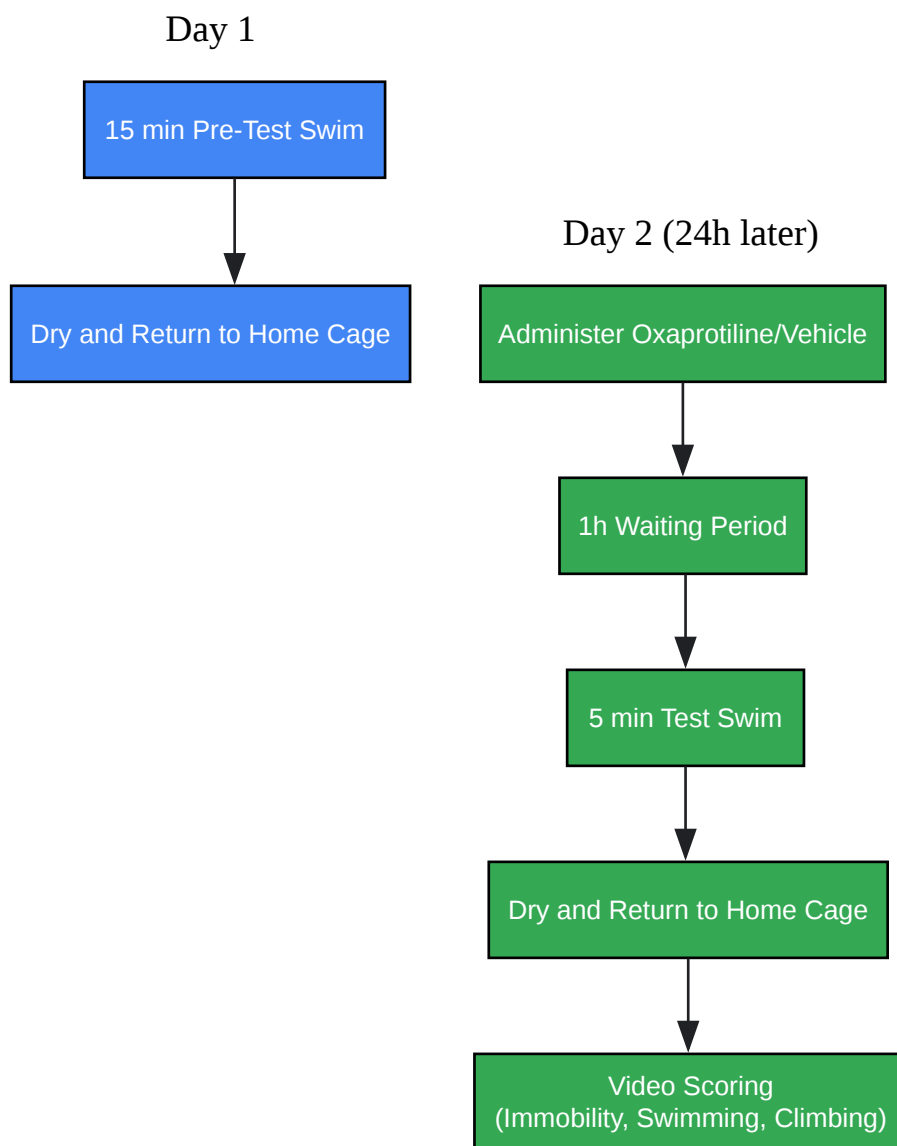 Day 1
15 min Pre-Test Swim
Dry and Return to Home Cage
Day 2 (24h later)
Administer Oxaprotiline/Vehicle
1h Waiting Period
5 min Test Swim
Dry and Return to Home Cage
Video Scoring
(Immobility, Swimming, Climbing)